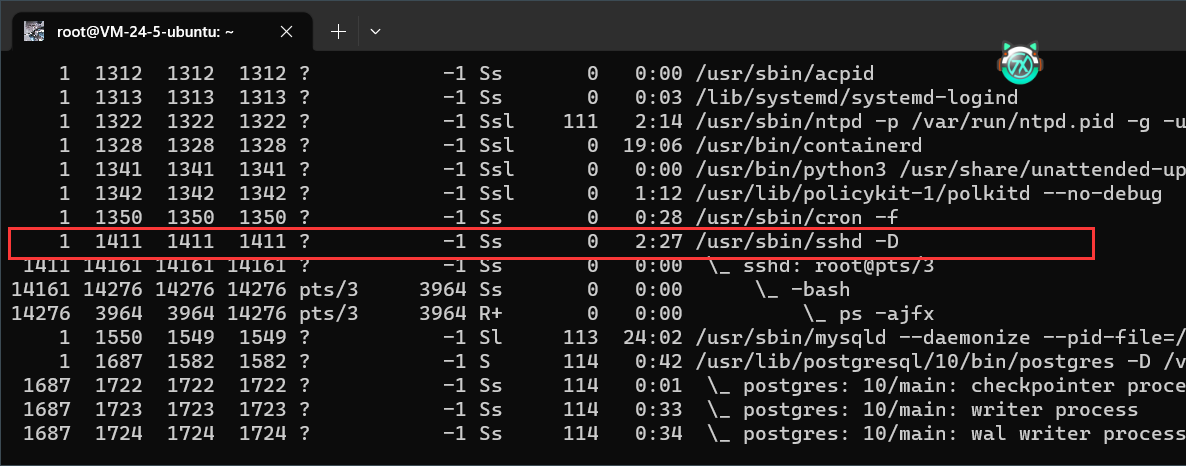 root@VM-24-5-ubuntu: ~
7X
1 1312 1312 1312 ? -1 Ss 0 0:00 /usr/sbin/acpid
1 1313 1313 1313 ? -1 Ss 0 0:03 /lib/systemd/systemd-logind
1 1322 1322 1322 ? -1 Ssl 111 2:14 /usr/sbin/ntpd -p /var/run/ntpd.pid -g -u
1 1328 1328 1328 ? -1 Ssl 0 19:06 /usr/bin/containerd
1 1341 1341 1341 ? -1 Ssl 0 0:00 /usr/bin/python3 /usr/share/unattended-up
1 1342 1342 1342 ? -1 Ssl 0 1:12 /usr/lib/policykit-1/polkitd --no-debug
1 1350 1350 1350 ? -1 Ss 0 0:28 /usr/sbin/cron -f
1 1411 1411 1411 ? -1 Ss 0 2:27 /usr/sbin/sshd -D
1411 14161 14161 14161 ? -1 Ss 0 0:00 \_ sshd: root@pts/3
14161 14276 14276 14276 pts/3 3964 Ss 0 0:00 \_ -bash
14276 3964 3964 14276 pts/3 3964 R+ 0 0:00 \_ ps -ajfx
1 1550 1549 1549 ? -1 Sl 113 24:02 /usr/sbin/mysqld --daemonize --pid-file=/
1 1687 1582 1582 ? -1 S 114 0:42 /usr/lib/postgresql/10/bin/postgres -D /v
1687 1722 1722 1722 ? -1 Ss 114 0:01 \_ postgres: 10/main: checkpointer proce
1687 1723 1723 1723 ? -1 Ss 114 0:33 \_ postgres: 10/main: writer process
1687 1724 1724 1724 ? -1 Ss 114 0:34 \_ postgres: 10/main: wal writer process